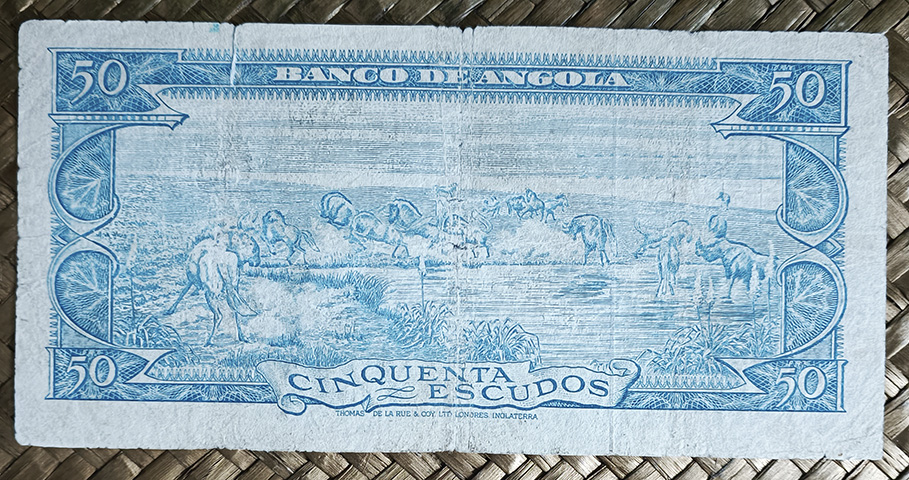 50 BANCO DE ANGOLA 50
50 CINQUENTA 50
ESCUDOS
THOMAS DE LA RUE & COY. LTD. LONDRES. INGLATERRA